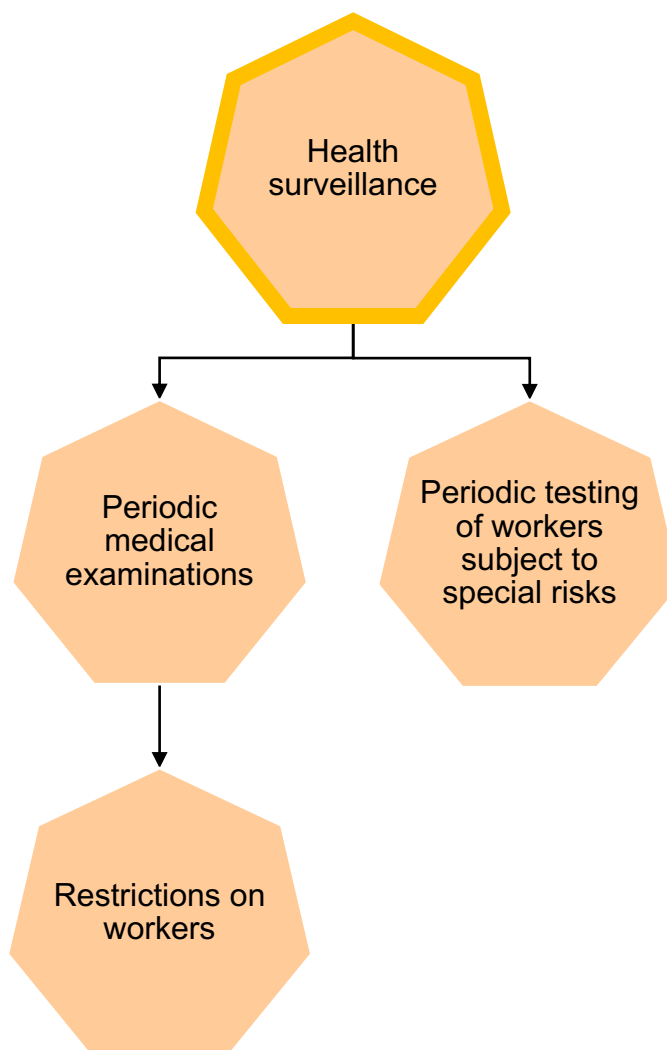 Health
surveillance
Periodic
medical
examinations
Periodic testing
of workers
subject to
special risks
Restrictions on
workers